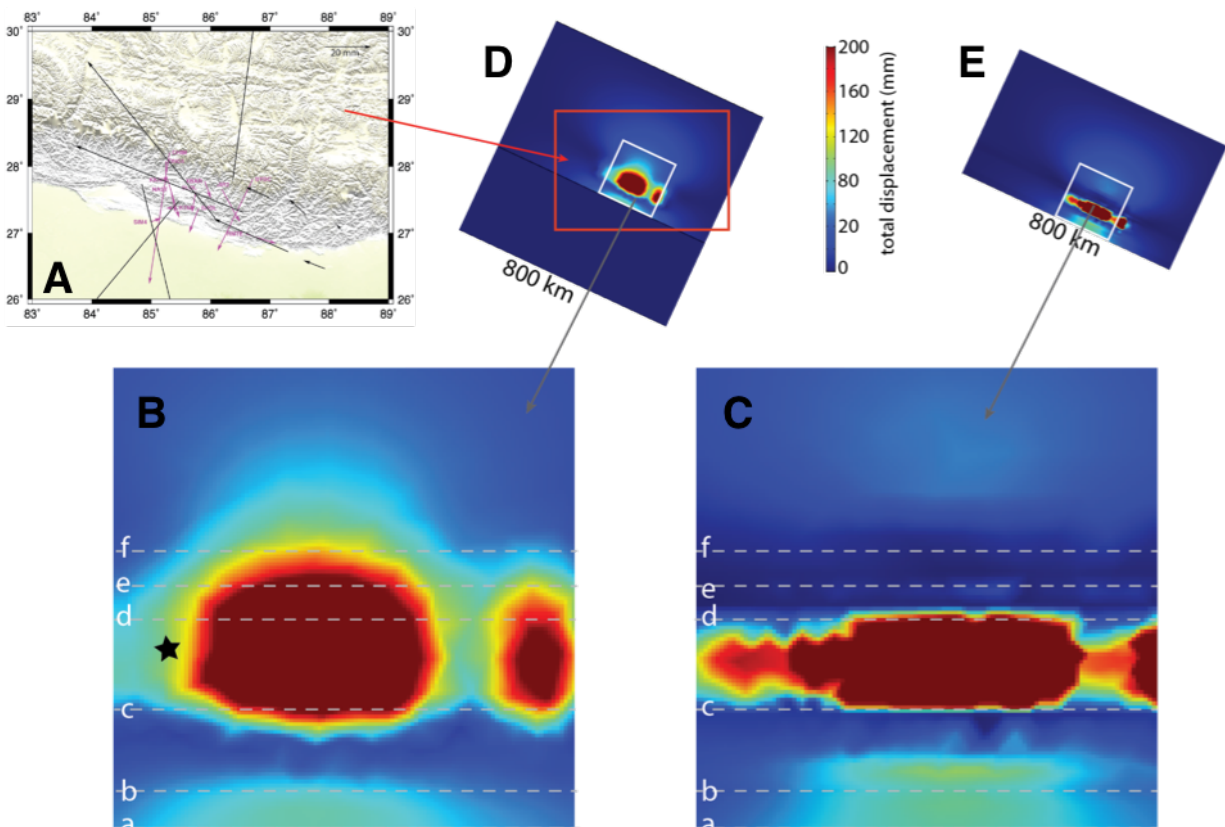 83˚ 84˚ 85˚ 86˚ 87˚ 88˚ 89˚
30˚ 30˚
20 mm
29˚ 29˚
28˚ 28˚
27˚ 27˚
26˚ 26˚
A
83˚ 84˚ 85˚ 86˚ 87˚ 88˚ 89˚
D
800 km
200
160
120
80
20
0
total displacement (mm)
E
800 km
B
f
e
d
c
b
a
C
f
e
d
c
b
a